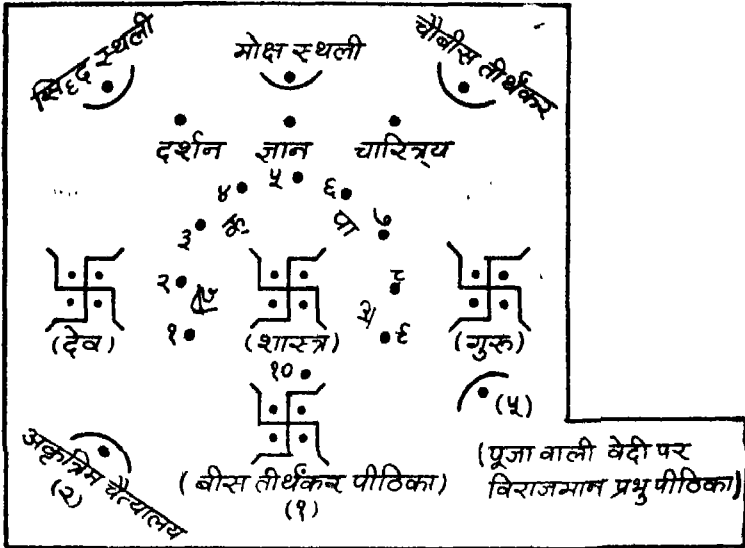 सिद्ध स्थली
मोक्ष स्थली
चौबीस तीर्थंकर
दर्शन ज्ञान चारित्र्य
४ ५ ६
३ ७
२ ८
१ ९
(देव) (शास्त्र) (गुरु)
१०
(५)
अकृत्रिम चैत्यालय
(२)
(बीस तीर्थंकर पीठिका)
(१)
(पूजा वाली वेदी पर
विराजमान प्रभु पीठिका)